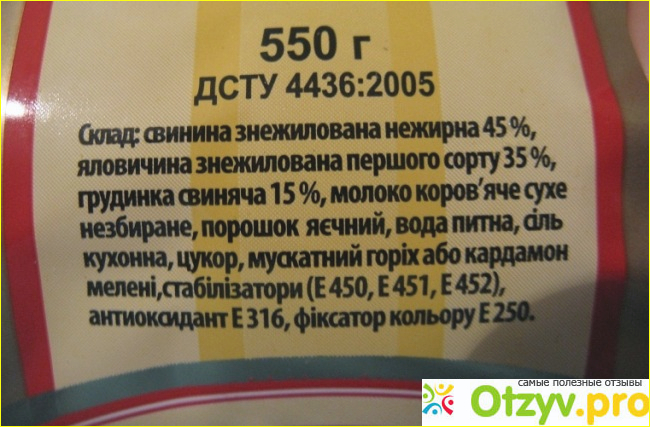 550 г
ДСТУ 4436:2005
Склад: свинина знежилована нежирна 45 %,
яловичина знежилована першого сорту 35 %,
грудинка свиняча 15 %, молоко коров'яче сухе
незбиране, порошок яєчний, вода питна, сіль
кухонна, цукор, мускатний горіх або кардамон
мелені,стабілізатори (Е 450, Е 451, Е 452),
антиоксидант Е 316, фіксатор кольору Е 250.
самые полезные отзывы
Otzyv.pro